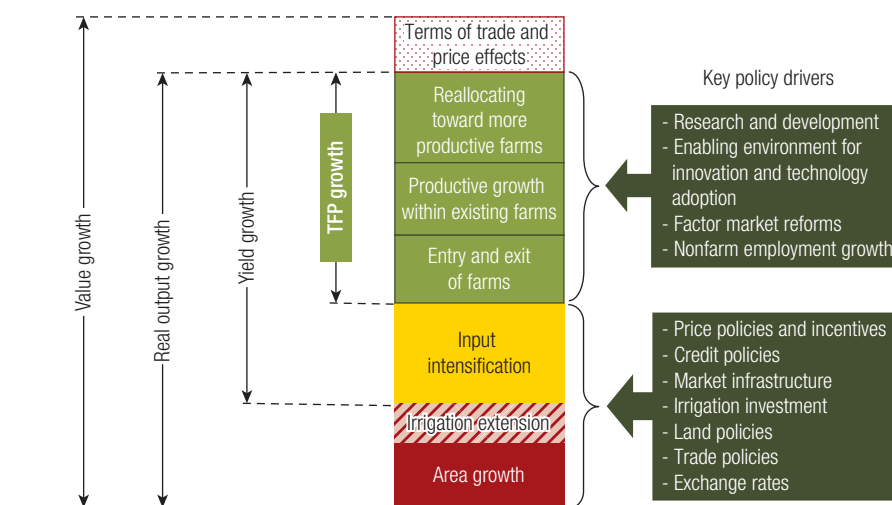 Value growth
Real output growth
Yield growth
TFP growth
Terms of trade and
price effects
Reallocating
toward more
productive farms
Productive growth
within existing farms
Entry and exit
of farms
Input
intensification
Irrigation extension
Area growth
Key policy drivers
- Research and development
- Enabling environment for
innovation and technology
adoption
- Factor market reforms
- Nonfarm employment growth
- Price policies and incentives
- Credit policies
- Market infrastructure
- Irrigation investment
- Land policies
- Trade policies
- Exchange rates